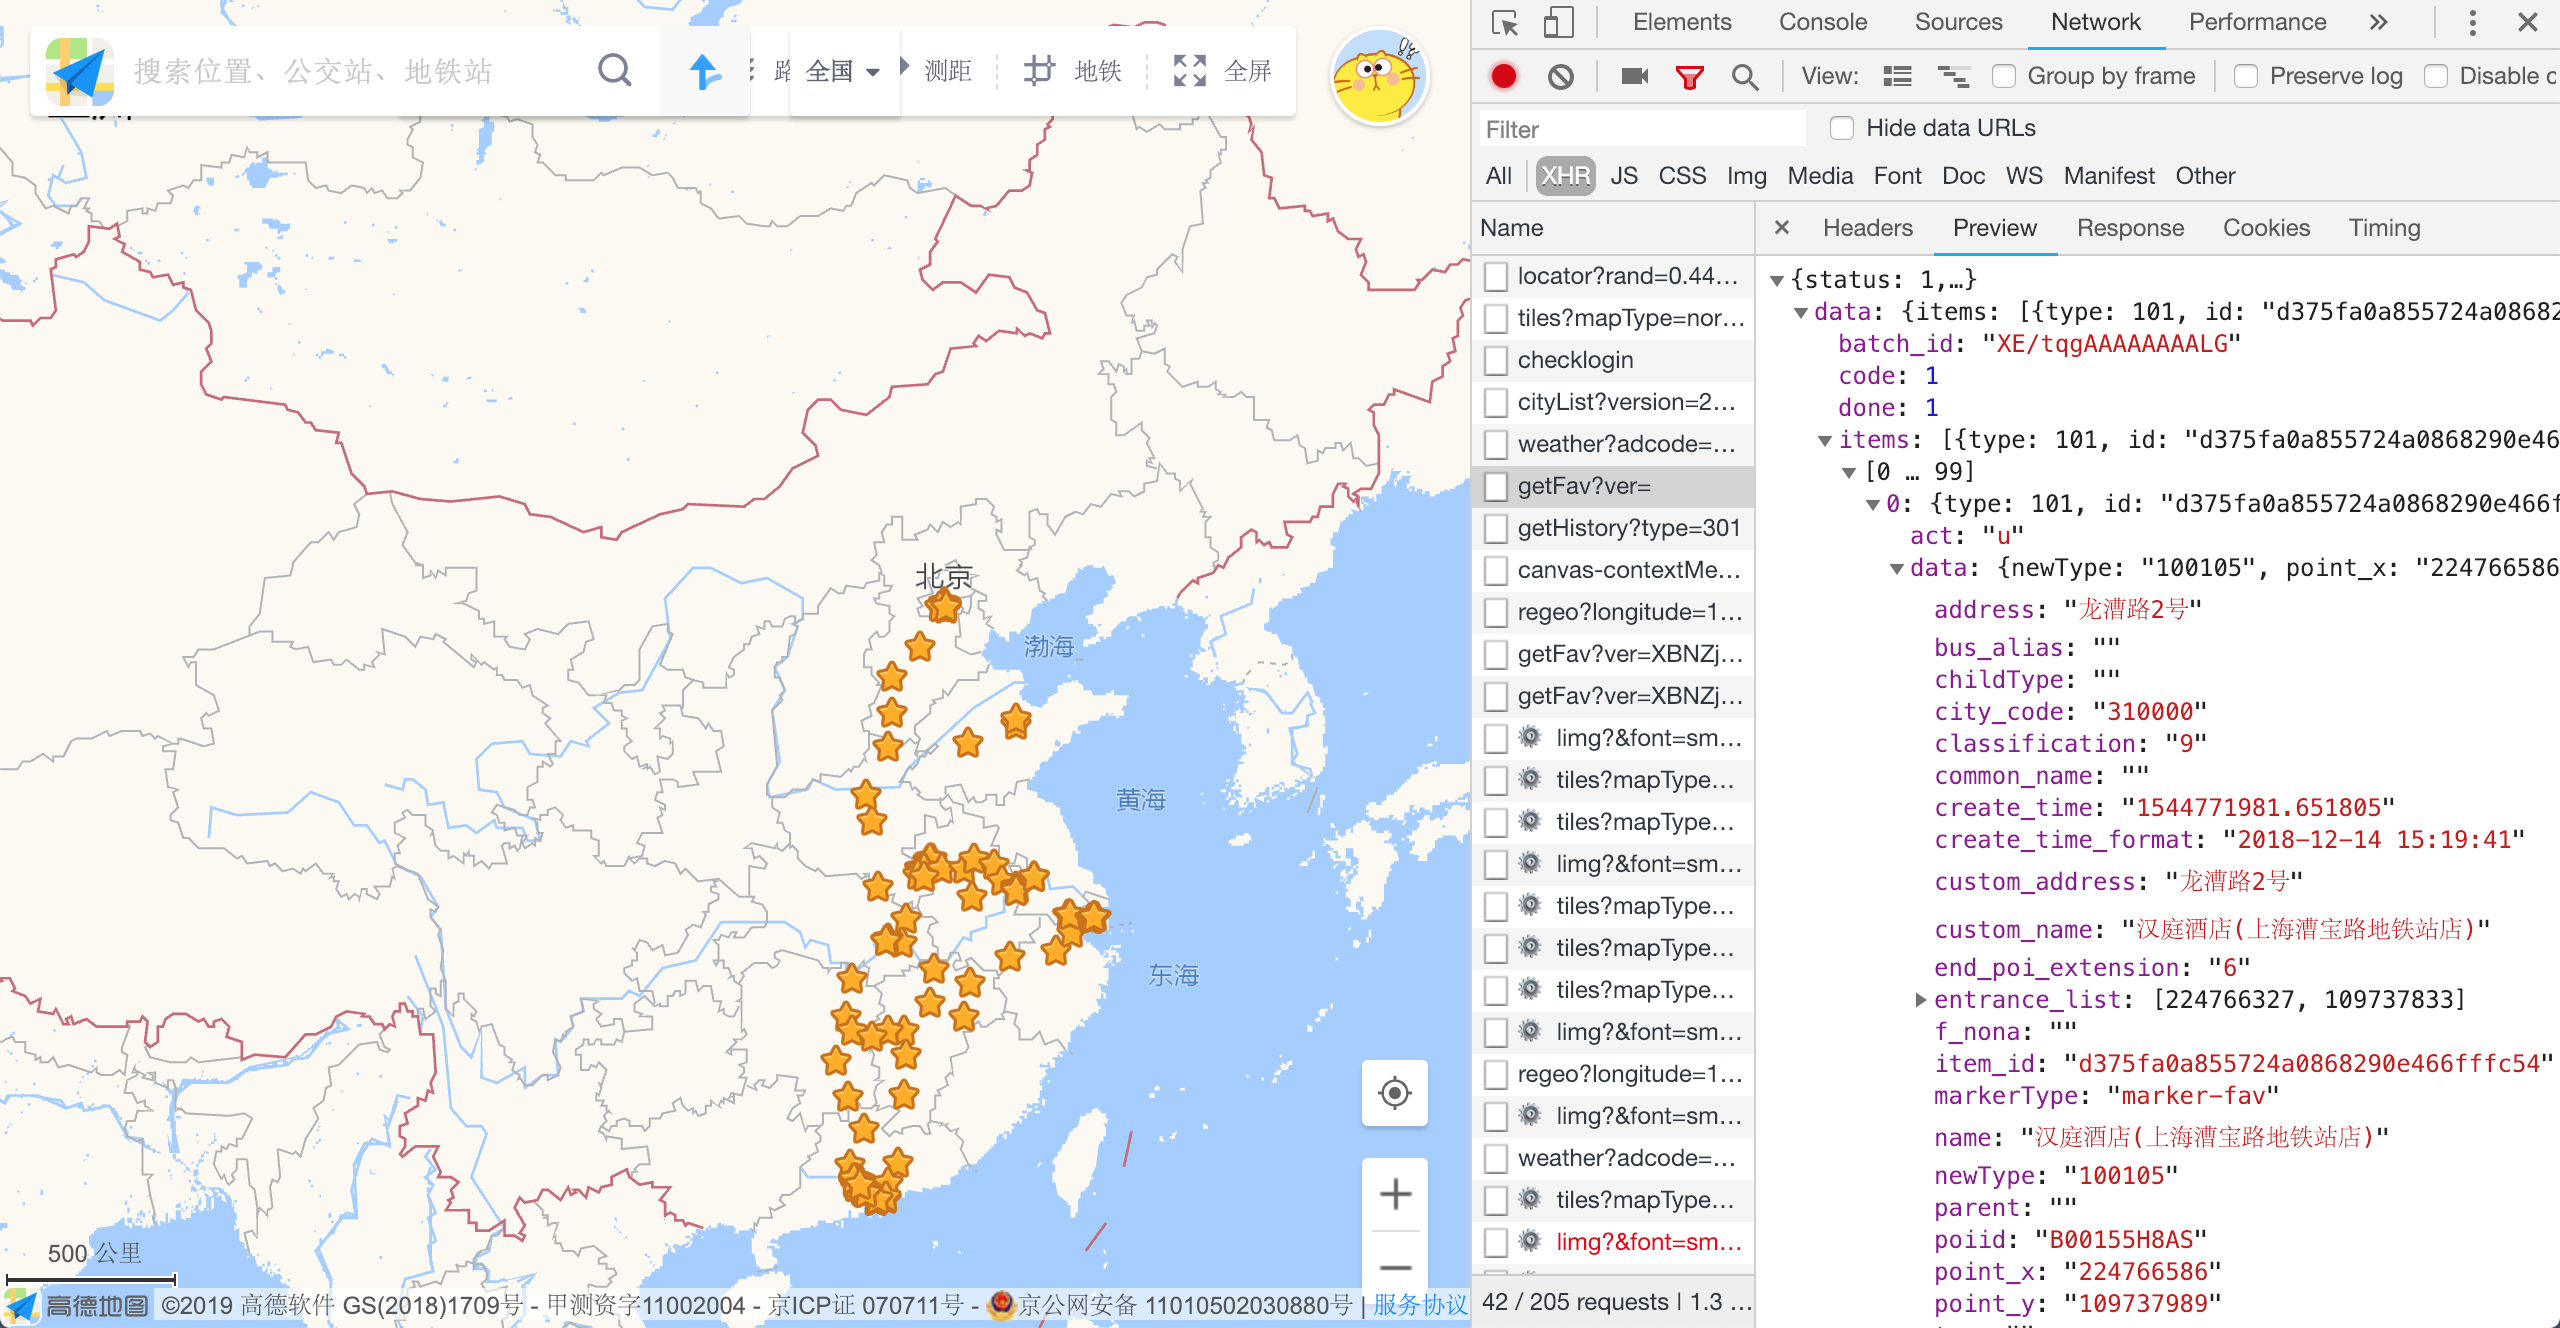 搜索位置、公交站、地铁站
路
全国
测距
地铁
全屏
北京
渤海
黄海
东海
500 公里
高德地图 ©2019 高德软件 GS(2018)1709号 - 甲测资字11002004 - 京ICP证 070711号 - 京公网安备 11010502030880号 | 服务协议
Elements Console Sources Network Performance »
View: Group by frame Preserve log Disable c
Filter Hide data URLs
All XHR JS CSS Img Media Font Doc WS Manifest Other
Name
locator?rand=0.44…
tiles?mapType=nor…
checklogin
cityList?version=2…
weather?adcode=…
getFav?ver=
getHistory?type=301
canvas-contextMe…
regeo?longitude=1…
getFav?ver=XBNZj…
getFav?ver=XBNZj…
limg?&font=sm…
tiles?mapType…
tiles?mapType…
limg?&font=sm…
tiles?mapType…
tiles?mapType…
tiles?mapType…
limg?&font=sm…
regeo?longitude=1…
limg?&font=sm…
weather?adcode=…
tiles?mapType…
limg?&font=sm…
42 / 205 requests | 1.3 …
× Headers Preview Response Cookies Timing
{status: 1,…}
data: {items: [{type: 101, id: "d375fa0a855724a08682
batch_id: "XE/tqgAAAAAAAALG"
code: 1
done: 1
items: [{type: 101, id: "d375fa0a855724a0868290e46
[0 … 99]
0: {type: 101, id: "d375fa0a855724a0868290e466f
act: "u"
data: {newType: "100105", point_x: "224766586
address: "龙漕路2号"
bus_alias: ""
childType: ""
city_code: "310000"
classification: "9"
common_name: ""
create_time: "1544771981.651805"
create_time_format: "2018-12-14 15:19:41"
custom_address: "龙漕路2号"
custom_name: "汉庭酒店(上海漕宝路地铁站店)"
end_poi_extension: "6"
entrance_list: [224766327, 109737833]
f_nona: ""
item_id: "d375fa0a855724a0868290e466fffc54"
markerType: "marker-fav"
name: "汉庭酒店(上海漕宝路地铁站店)"
newType: "100105"
parent: ""
poiid: "B00155H8AS"
point_x: "224766586"
point_y: "109737989"